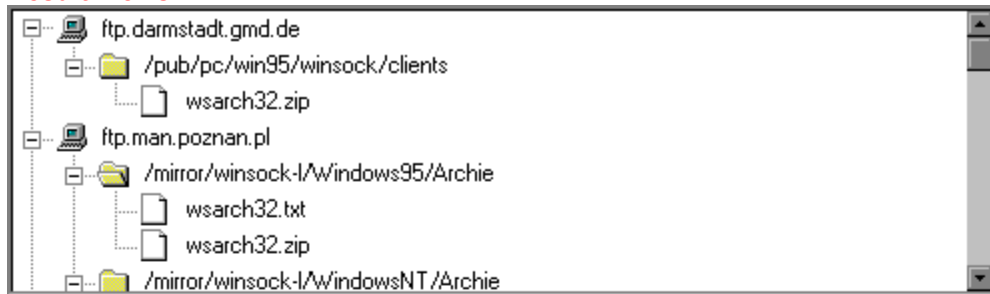 ftp.darmstadt.gmd.de
/pub/pc/win95/winsock/clients
wsarch32.zip
ftp.man.poznan.pl
/mirror/winsock-l/Windows95/Archie
wsarch32.txt
wsarch32.zip
/mirror/winsock-l/WindowsNT/Archie